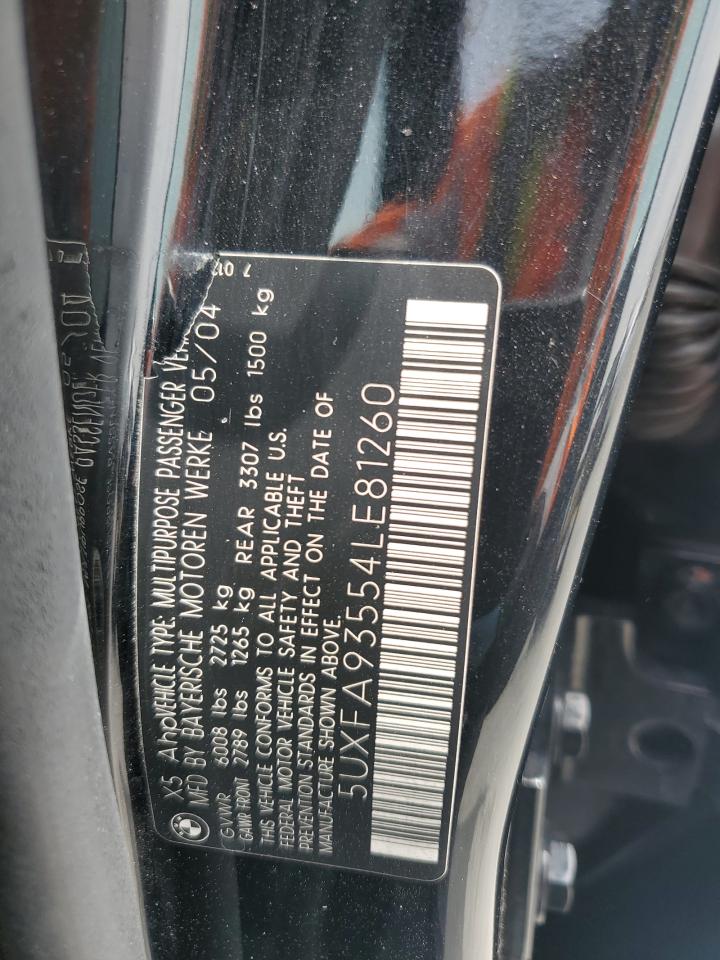 X5 VEHICLE TYPE: MULTIPURPOSE PASSENGER
MFD BY BAYERISCHE MOTOREN WERKE 05/04
GVWR 6008 lbs 2725 kg
GAWR FRONT 2789 lbs 1265 kg REAR 3307 lbs 1500 kg
THIS VEHICLE CONFORMS TO ALL APPLICABLE U.S.
FEDERAL MOTOR VEHICLE SAFETY AND THEFT
PREVENTION STANDARDS IN EFFECT ON THE DATE OF
MANUFACTURE SHOWN ABOVE.
5UXFA93554LE81260